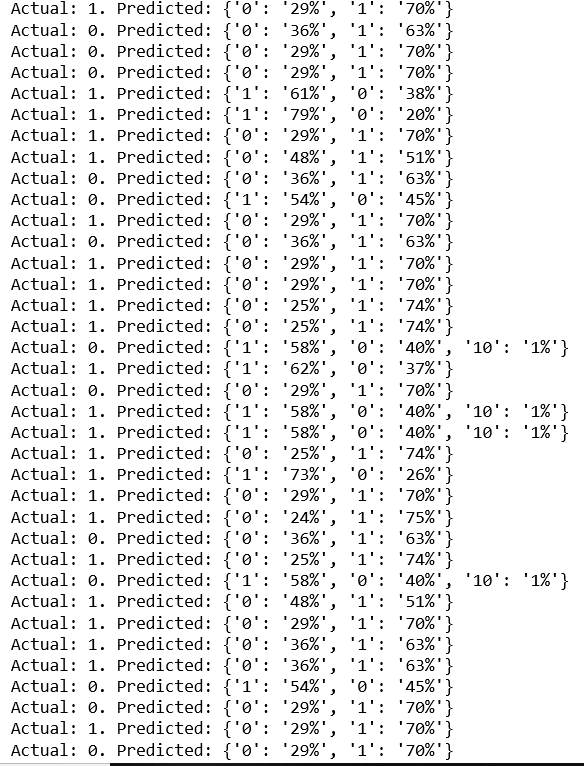 Actual: 1. Predicted: {'0': '29%', '1': '70%'}
Actual: 0. Predicted: {'0': '36%', '1': '63%'}
Actual: 0. Predicted: {'0': '29%', '1': '70%'}
Actual: 0. Predicted: {'0': '29%', '1': '70%'}
Actual: 1. Predicted: {'1': '61%', '0': '38%'}
Actual: 1. Predicted: {'1': '79%', '0': '20%'}
Actual: 1. Predicted: {'0': '29%', '1': '70%'}
Actual: 1. Predicted: {'0': '48%', '1': '51%'}
Actual: 0. Predicted: {'0': '36%', '1': '63%'}
Actual: 0. Predicted: {'1': '54%', '0': '45%'}
Actual: 1. Predicted: {'0': '29%', '1': '70%'}
Actual: 0. Predicted: {'0': '36%', '1': '63%'}
Actual: 1. Predicted: {'0': '29%', '1': '70%'}
Actual: 1. Predicted: {'0': '29%', '1': '70%'}
Actual: 1. Predicted: {'0': '25%', '1': '74%'}
Actual: 1. Predicted: {'0': '25%', '1': '74%'}
Actual: 0. Predicted: {'1': '58%', '0': '40%', '10': '1%'}
Actual: 1. Predicted: {'1': '62%', '0': '37%'}
Actual: 0. Predicted: {'0': '29%', '1': '70%'}
Actual: 1. Predicted: {'1': '58%', '0': '40%', '10': '1%'}
Actual: 1. Predicted: {'1': '58%', '0': '40%', '10': '1%'}
Actual: 1. Predicted: {'0': '25%', '1': '74%'}
Actual: 1. Predicted: {'1': '73%', '0': '26%'}
Actual: 1. Predicted: {'0': '29%', '1': '70%'}
Actual: 0. Predicted: {'0': '24%', '1': '75%'}
Actual: 0. Predicted: {'0': '36%', '1': '63%'}
Actual: 1. Predicted: {'0': '25%', '1': '74%'}
Actual: 0. Predicted: {'1': '58%', '0': '40%', '10': '1%'}
Actual: 1. Predicted: {'0': '48%', '1': '51%'}
Actual: 1. Predicted: {'0': '29%', '1': '70%'}
Actual: 1. Predicted: {'0': '36%', '1': '63%'}
Actual: 1. Predicted: {'0': '36%', '1': '63%'}
Actual: 0. Predicted: {'1': '54%', '0': '45%'}
Actual: 0. Predicted: {'0': '29%', '1': '70%'}
Actual: 1. Predicted: {'0': '29%', '1': '70%'}
Actual: 0. Predicted: {'0': '29%', '1': '70%'}